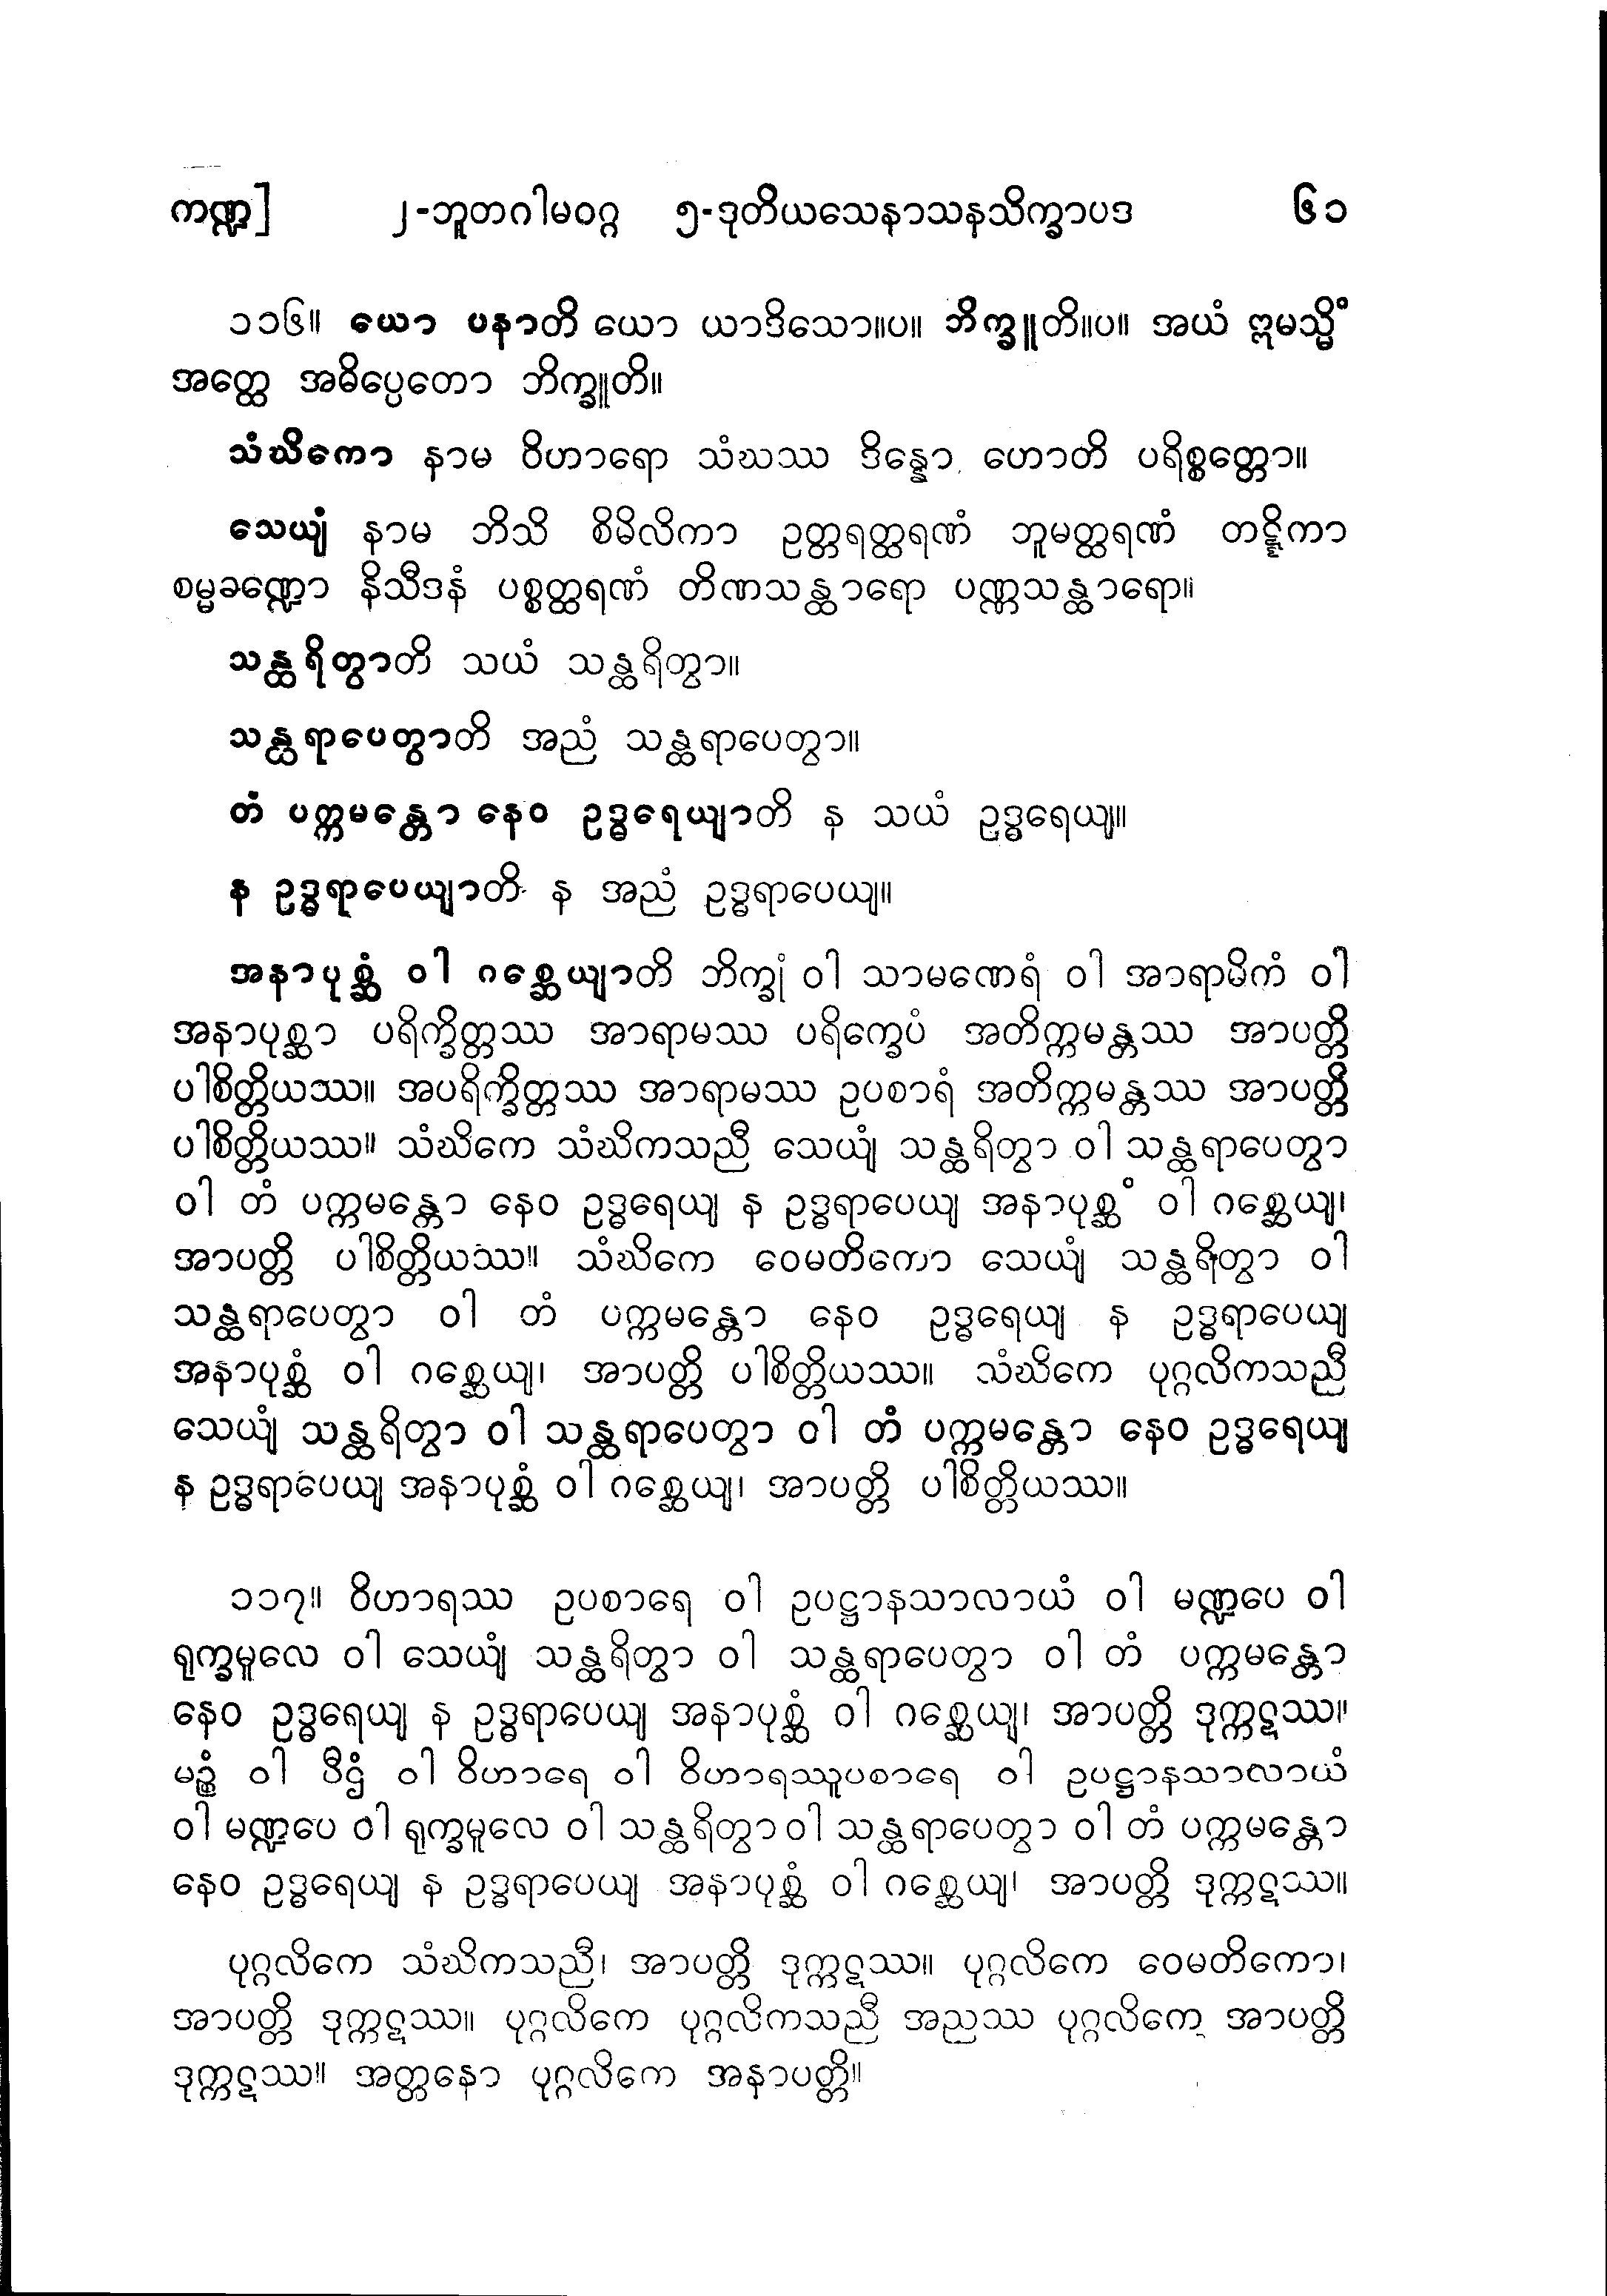 ကဏ္ဍ] ၂-ဘူတဂါမဝဂ္ဂ ၅-ဒုတိယသေနာသနသိက္ခာပဒ ၆၁
၁၁၆။ ယော ပနာတိ ယော ယာဒိသော။ပ။ ဘိက္ခူတိ။ပ။ အယံ ဣမသ္မိံ
အတ္ထေ အဓိပ္ပေတော ဘိက္ခူတိ။
သံဃိကော နာမ ဝိဟာရော သံဃဿ ဒိန္နော ဟောတိ ပရိစ္စတ္တော။
သေယျံ နာမ ဘိသိ စိမိလိကာ ဥတ္တရတ္ထရဏံ ဘူမတ္ထရဏံ တဋ္ဋိကာ
စမ္မခဏ္ဍော နိသီဒနံ ပစ္စတ္ထရဏံ တိဏသန္ထာရော ပဏ္ဏသန္ထာရော။
သန္ထရိတွာတိ သယံ သန္ထရိတွာ။
သန္ထရာပေတွာတိ အညံ သန္ထရာပေတွာ။
တံ ပက္ကမန္တော နေဝ ဥဒ္ဓရေယျာတိ န သယံ ဥဒ္ဓရေယျ။
န ဥဒ္ဓရာပေယျာတိ န အညံ ဥဒ္ဓရာပေယျ။
အနာပုစ္ဆံ ဝါ ဂစ္ဆေယျာတိ ဘိက္ခုံ ဝါ သာမဏေရံ ဝါ အာရာမိကံ ဝါ
အနာပုစ္ဆာ ပရိက္ခိတ္တဿ အာရာမဿ ပရိက္ခေပံ အတိက္ကမန္တဿ အာပတ္တိ
ပါစိတ္တိယဿ။ အပရိက္ခိတ္တဿ အာရာမဿ ဥပစာရံ အတိက္ကမန္တဿ အာပတ္တိ
ပါစိတ္တိယဿ။ သံဃိကေ သံဃိကသညီ သေယျံ သန္ထရိတွာ ဝါ သန္ထရာပေတွာ
ဝါ တံ ပက္ကမန္တော နေဝ ဥဒ္ဓရေယျ န ဥဒ္ဓရာပေယျ အနာပုစ္ဆံ ဝါ ဂစ္ဆေယျ၊
အာပတ္တိ ပါစိတ္တိယဿ။ သံဃိကေ ဝေမတိကော သေယျံ သန္ထရိတွာ ဝါ
သန္ထရာပေတွာ ဝါ တံ ပက္ကမန္တော နေဝ ဥဒ္ဓရေယျ န ဥဒ္ဓရာပေယျ
အနာပုစ္ဆံ ဝါ ဂစ္ဆေယျ၊ အာပတ္တိ ပါစိတ္တိယဿ။ သံဃိကေ ပုဂ္ဂလိကသညီ
သေယျံ သန္ထရိတွာ ဝါ သန္ထရာပေတွာ ဝါ တံ ပက္ကမန္တော နေဝ ဥဒ္ဓရေယျ
န ဥဒ္ဓရာပေယျ အနာပုစ္ဆံ ဝါ ဂစ္ဆေယျ၊ အာပတ္တိ ပါစိတ္တိယဿ။
၁၁၇။ ဝိဟာရဿ ဥပစာရေ ဝါ ဥပဋ္ဌာနသာလာယံ ဝါ မဏ္ဍပေ ဝါ
ရုက္ခမူလေ ဝါ သေယျံ သန္ထရိတွာ ဝါ သန္ထရာပေတွာ ဝါ တံ ပက္ကမန္တော
နေဝ ဥဒ္ဓရေယျ န ဥဒ္ဓရာပေယျ အနာပုစ္ဆံ ဝါ ဂစ္ဆေယျ၊ အာပတ္တိ ဒုက္ကဋဿ။
မဉ္စံ ဝါ ပီဌံ ဝါ ဝိဟာရေ ဝါ ဝိဟာရဿူပစာရေ ဝါ ဥပဋ္ဌာနသာလာယံ
ဝါ မဏ္ဍပေ ဝါ ရုက္ခမူလေ ဝါ သန္ထရိတွာ ဝါ သန္ထရာပေတွာ ဝါ တံ ပက္ကမန္တော
နေဝ ဥဒ္ဓရေယျ န ဥဒ္ဓရာပေယျ အနာပုစ္ဆံ ဝါ ဂစ္ဆေယျ၊ အာပတ္တိ ဒုက္ကဋဿ။
ပုဂ္ဂလိကေ သံဃိကသညီ၊ အာပတ္တိ ဒုက္ကဋဿ။ ပုဂ္ဂလိကေ ဝေမတိကော၊
အာပတ္တိ ဒုက္ကဋဿ။ ပုဂ္ဂလိကေ ပုဂ္ဂလိကသညီ အညဿ ပုဂ္ဂလိကေ အာပတ္တိ
ဒုက္ကဋဿ။ အတ္တနော ပုဂ္ဂလိကေ အနာပတ္တိ။